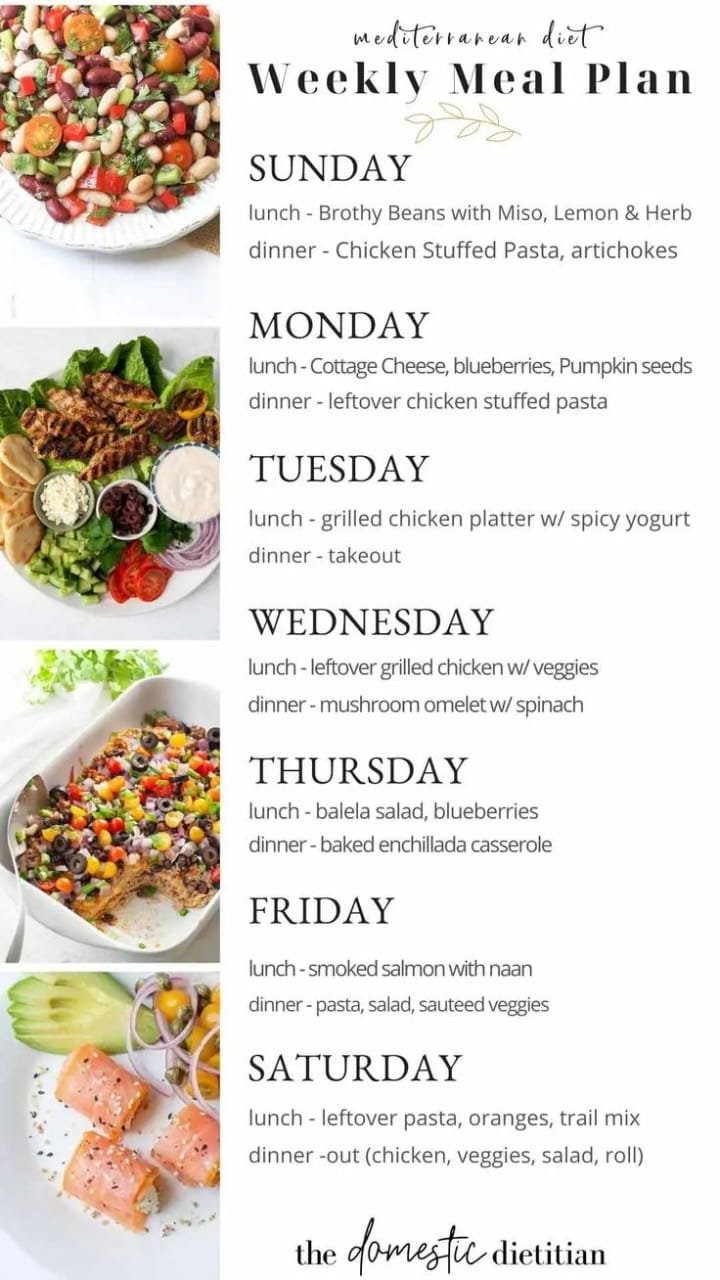 mediterranean diet
Weekly Meal Plan
SUNDAY
lunch - Brothy Beans with Miso, Lemon & Herb
dinner - Chicken Stuffed Pasta, artichokes
MONDAY
lunch - Cottage Cheese, blueberries, Pumpkin seeds
dinner - leftover chicken stuffed pasta
TUESDAY
lunch - grilled chicken platter w/ spicy yogurt
dinner - takeout
WEDNESDAY
lunch - leftover grilled chicken w/ veggies
dinner - mushroom omelet w/ spinach
THURSDAY
lunch - balela salad, blueberries
dinner - baked enchillada casserole
FRIDAY
lunch - smoked salmon with naan
dinner - pasta, salad, sauteed veggies
SATURDAY
lunch - leftover pasta, oranges, trail mix
dinner -out (chicken, veggies, salad, roll)
the domestic dietitian